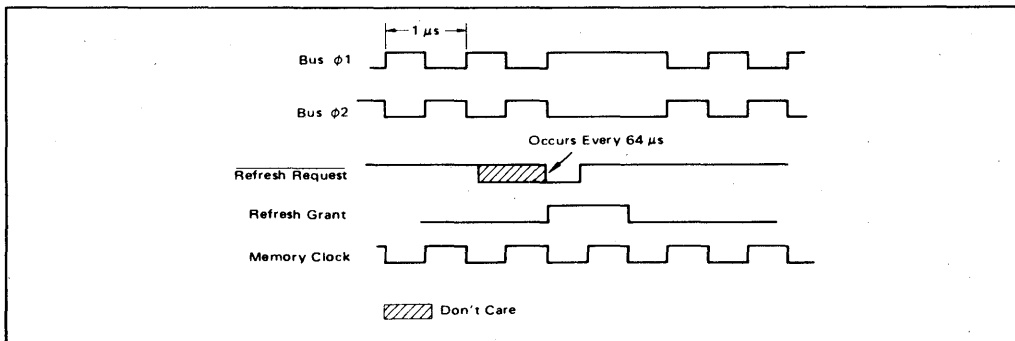 1 μs
Bus ϕ1
Bus ϕ2
Occurs Every 64 μs
Refresh Request
Refresh Grant
Memory Clock
Don't Care